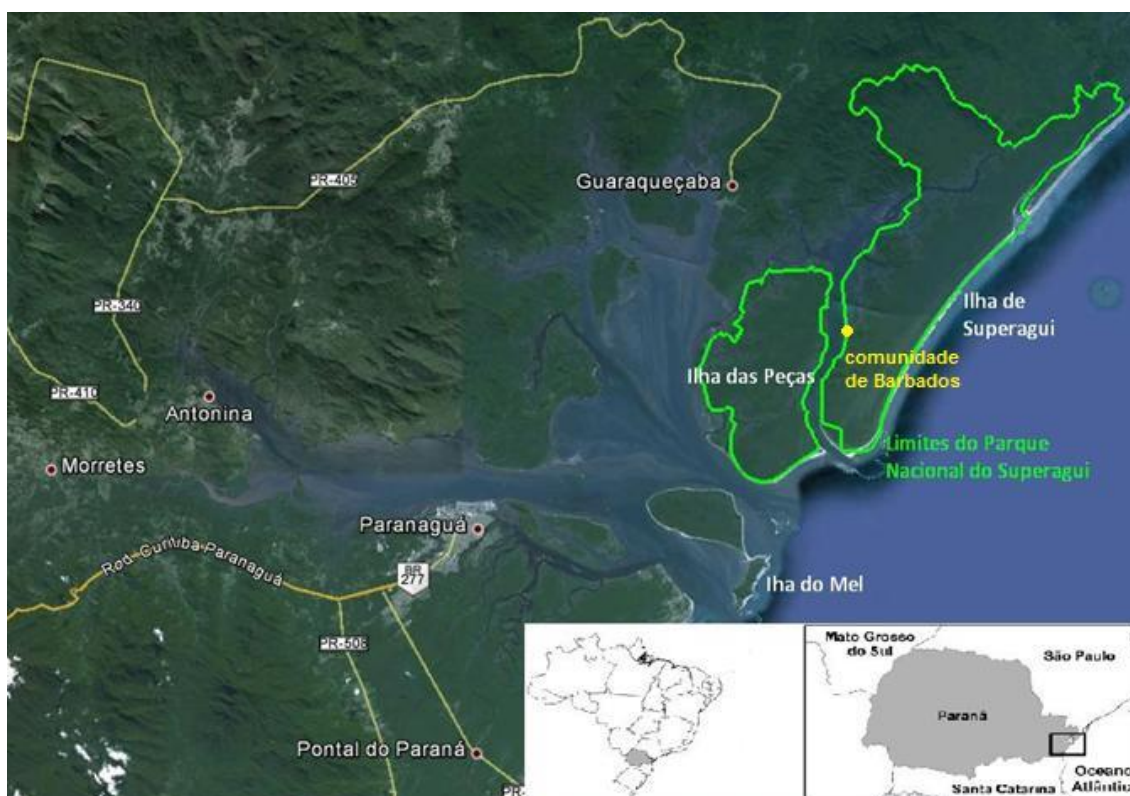 PR-405
Guaraqueçaba
PR-340
Ilha de
Superagui
comunidade
de Barbados
Ilha das Peças
PR-410
Antonina
Limites do Parque
Nacional do Superagui
Morretes
Paranaguá
Rod. Curitiba Paranaguá
BR
277
Ilha do Mel
PR-508
Mato Grosso
do Sul
São Paulo
Paraná
Pontal do Paraná
Oceano
Santa Catarina